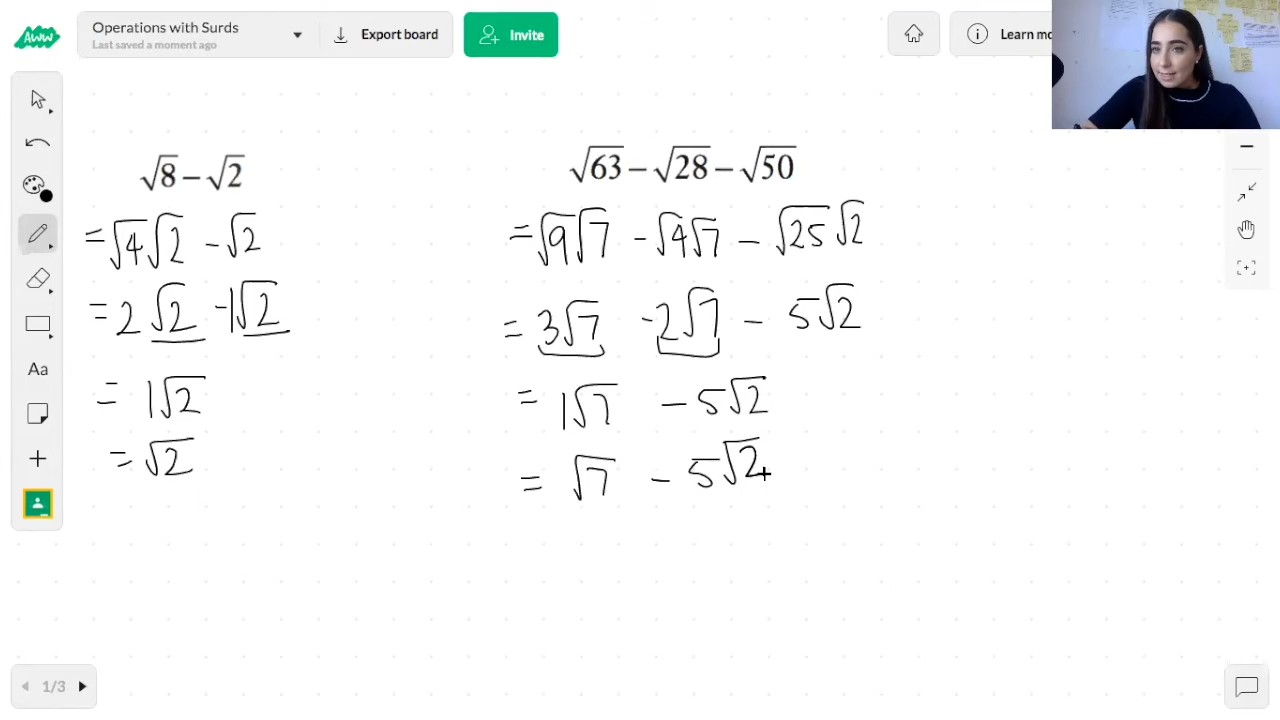 AWW
Operations with Surds
Last saved a moment ago
Export board
Invite
Learn mo
√8 − √2
= √4√2 − √2
= 2√2 − 1√2
= 1√2
= √2
√63 − √28 − √50
= √9√7 − √4√7 − √25√2
= 3√7 − 2√7 − 5√2
= 1√7 − 5√2
= √7 − 5√2
Aa
1/3